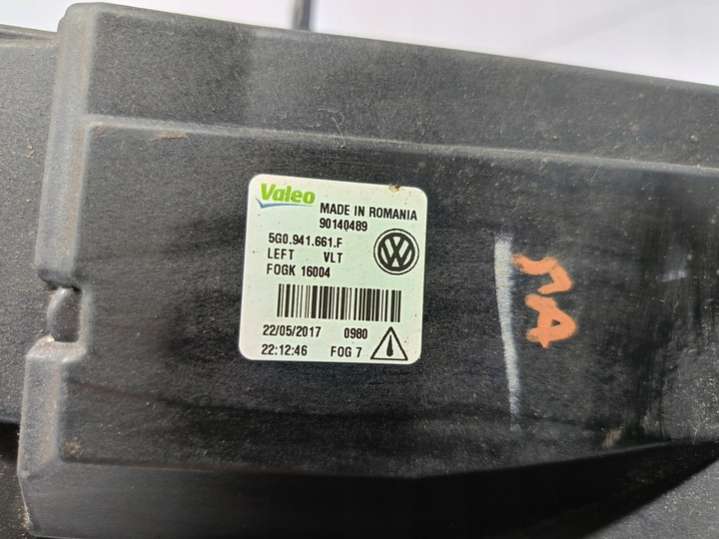 Valeo
MADE IN ROMANIA
90140489
5G0.941.661.F
LEFT VLT
FOGK 16004
22/05/2017 0980
22:12:46 FOG 7
ЛА